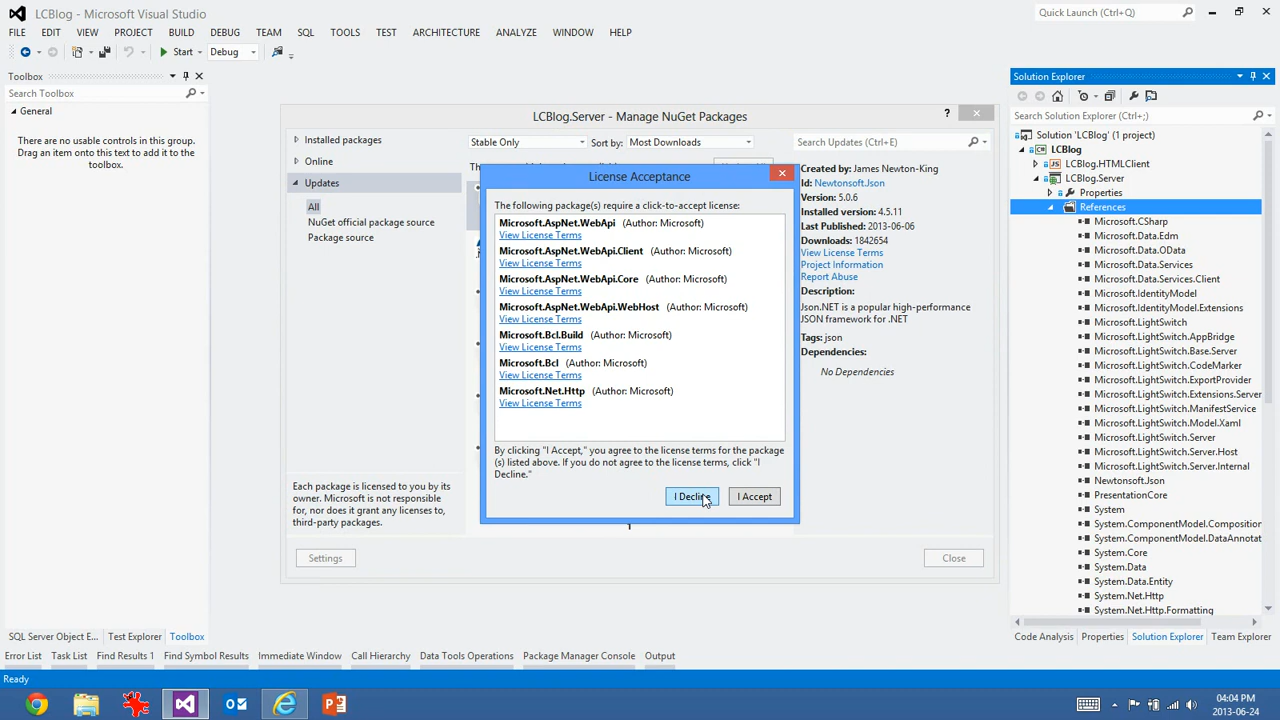 LCBlog - Microsoft Visual Studio
Quick Launch (Ctrl+Q)
FILE EDIT VIEW PROJECT BUILD DEBUG TEAM SQL TOOLS TEST ARCHITECTURE ANALYZE WINDOW HELP
Start Debug
Toolbox
Search Toolbox
General
There are no usable controls in this group.
Drag an item onto this text to add it to the
toolbox.
LCBlog.Server - Manage NuGet Packages
?
Installed packages
Online
Updates
All
NuGet official package source
Package source
Each package is licensed to you by its
owner. Microsoft is not responsible
for, nor does it grant any licenses to,
third-party packages.
Settings
Stable Only
Sort by: Most Downloads
License Acceptance
The following package(s) require a click-to-accept license:
Microsoft.AspNet.WebApi (Author: Microsoft)
View License Terms
Microsoft.AspNet.WebApi.Client (Author: Microsoft)
View License Terms
Microsoft.AspNet.WebApi.Core (Author: Microsoft)
View License Terms
Microsoft.AspNet.WebApi.WebHost (Author: Microsoft)
View License Terms
Microsoft.Bcl.Build (Author: Microsoft)
View License Terms
Microsoft.Bcl (Author: Microsoft)
View License Terms
Microsoft.Net.Http (Author: Microsoft)
View License Terms
By clicking "I Accept," you agree to the license terms for the package
(s) listed above. If you do not agree to the license terms, click "I
Decline."
I Decline I Accept
1
Search Updates (Ctrl+E)
Created by: James Newton-King
Id: Newtonsoft.Json
Version: 5.0.6
Installed version: 4.5.11
Last Published: 2013-06-06
Downloads: 1842654
View License Terms
Project Information
Report Abuse
Description:
Json.NET is a popular high-performance
JSON framework for .NET
Tags: json
Dependencies:
No Dependencies
Close
Solution Explorer
Search Solution Explorer (Ctrl+;)
Solution 'LCBlog' (1 project)
LCBlog
LCBlog.HTMLClient
LCBlog.Server
Properties
References
Microsoft.CSharp
Microsoft.Data.Edm
Microsoft.Data.OData
Microsoft.Data.Services
Microsoft.Data.Services.Client
Microsoft.IdentityModel
Microsoft.IdentityModel.Extensions
Microsoft.LightSwitch
Microsoft.LightSwitch.AppBridge
Microsoft.LightSwitch.Base.Server
Microsoft.LightSwitch.CodeMarker
Microsoft.LightSwitch.ExportProvider
Microsoft.LightSwitch.Extensions.Server
Microsoft.LightSwitch.ManifestService
Microsoft.LightSwitch.Model.Xaml
Microsoft.LightSwitch.Server
Microsoft.LightSwitch.Server.Host
Microsoft.LightSwitch.Server.Internal
Newtonsoft.Json
PresentationCore
System
System.ComponentModel.Composition
System.ComponentModel.DataAnnotat
System.Core
System.Data
System.Data.Entity
System.Net.Http
System.Net.Http.Formatting
SQL Server Object E... Test Explorer Toolbox
Code Analysis Properties Solution Explorer Team Explorer
Error List Task List Find Results 1 Find Symbol Results Immediate Window Call Hierarchy Data Tools Operations Package Manager Console Output
Ready
04:04 PM
2013-06-24